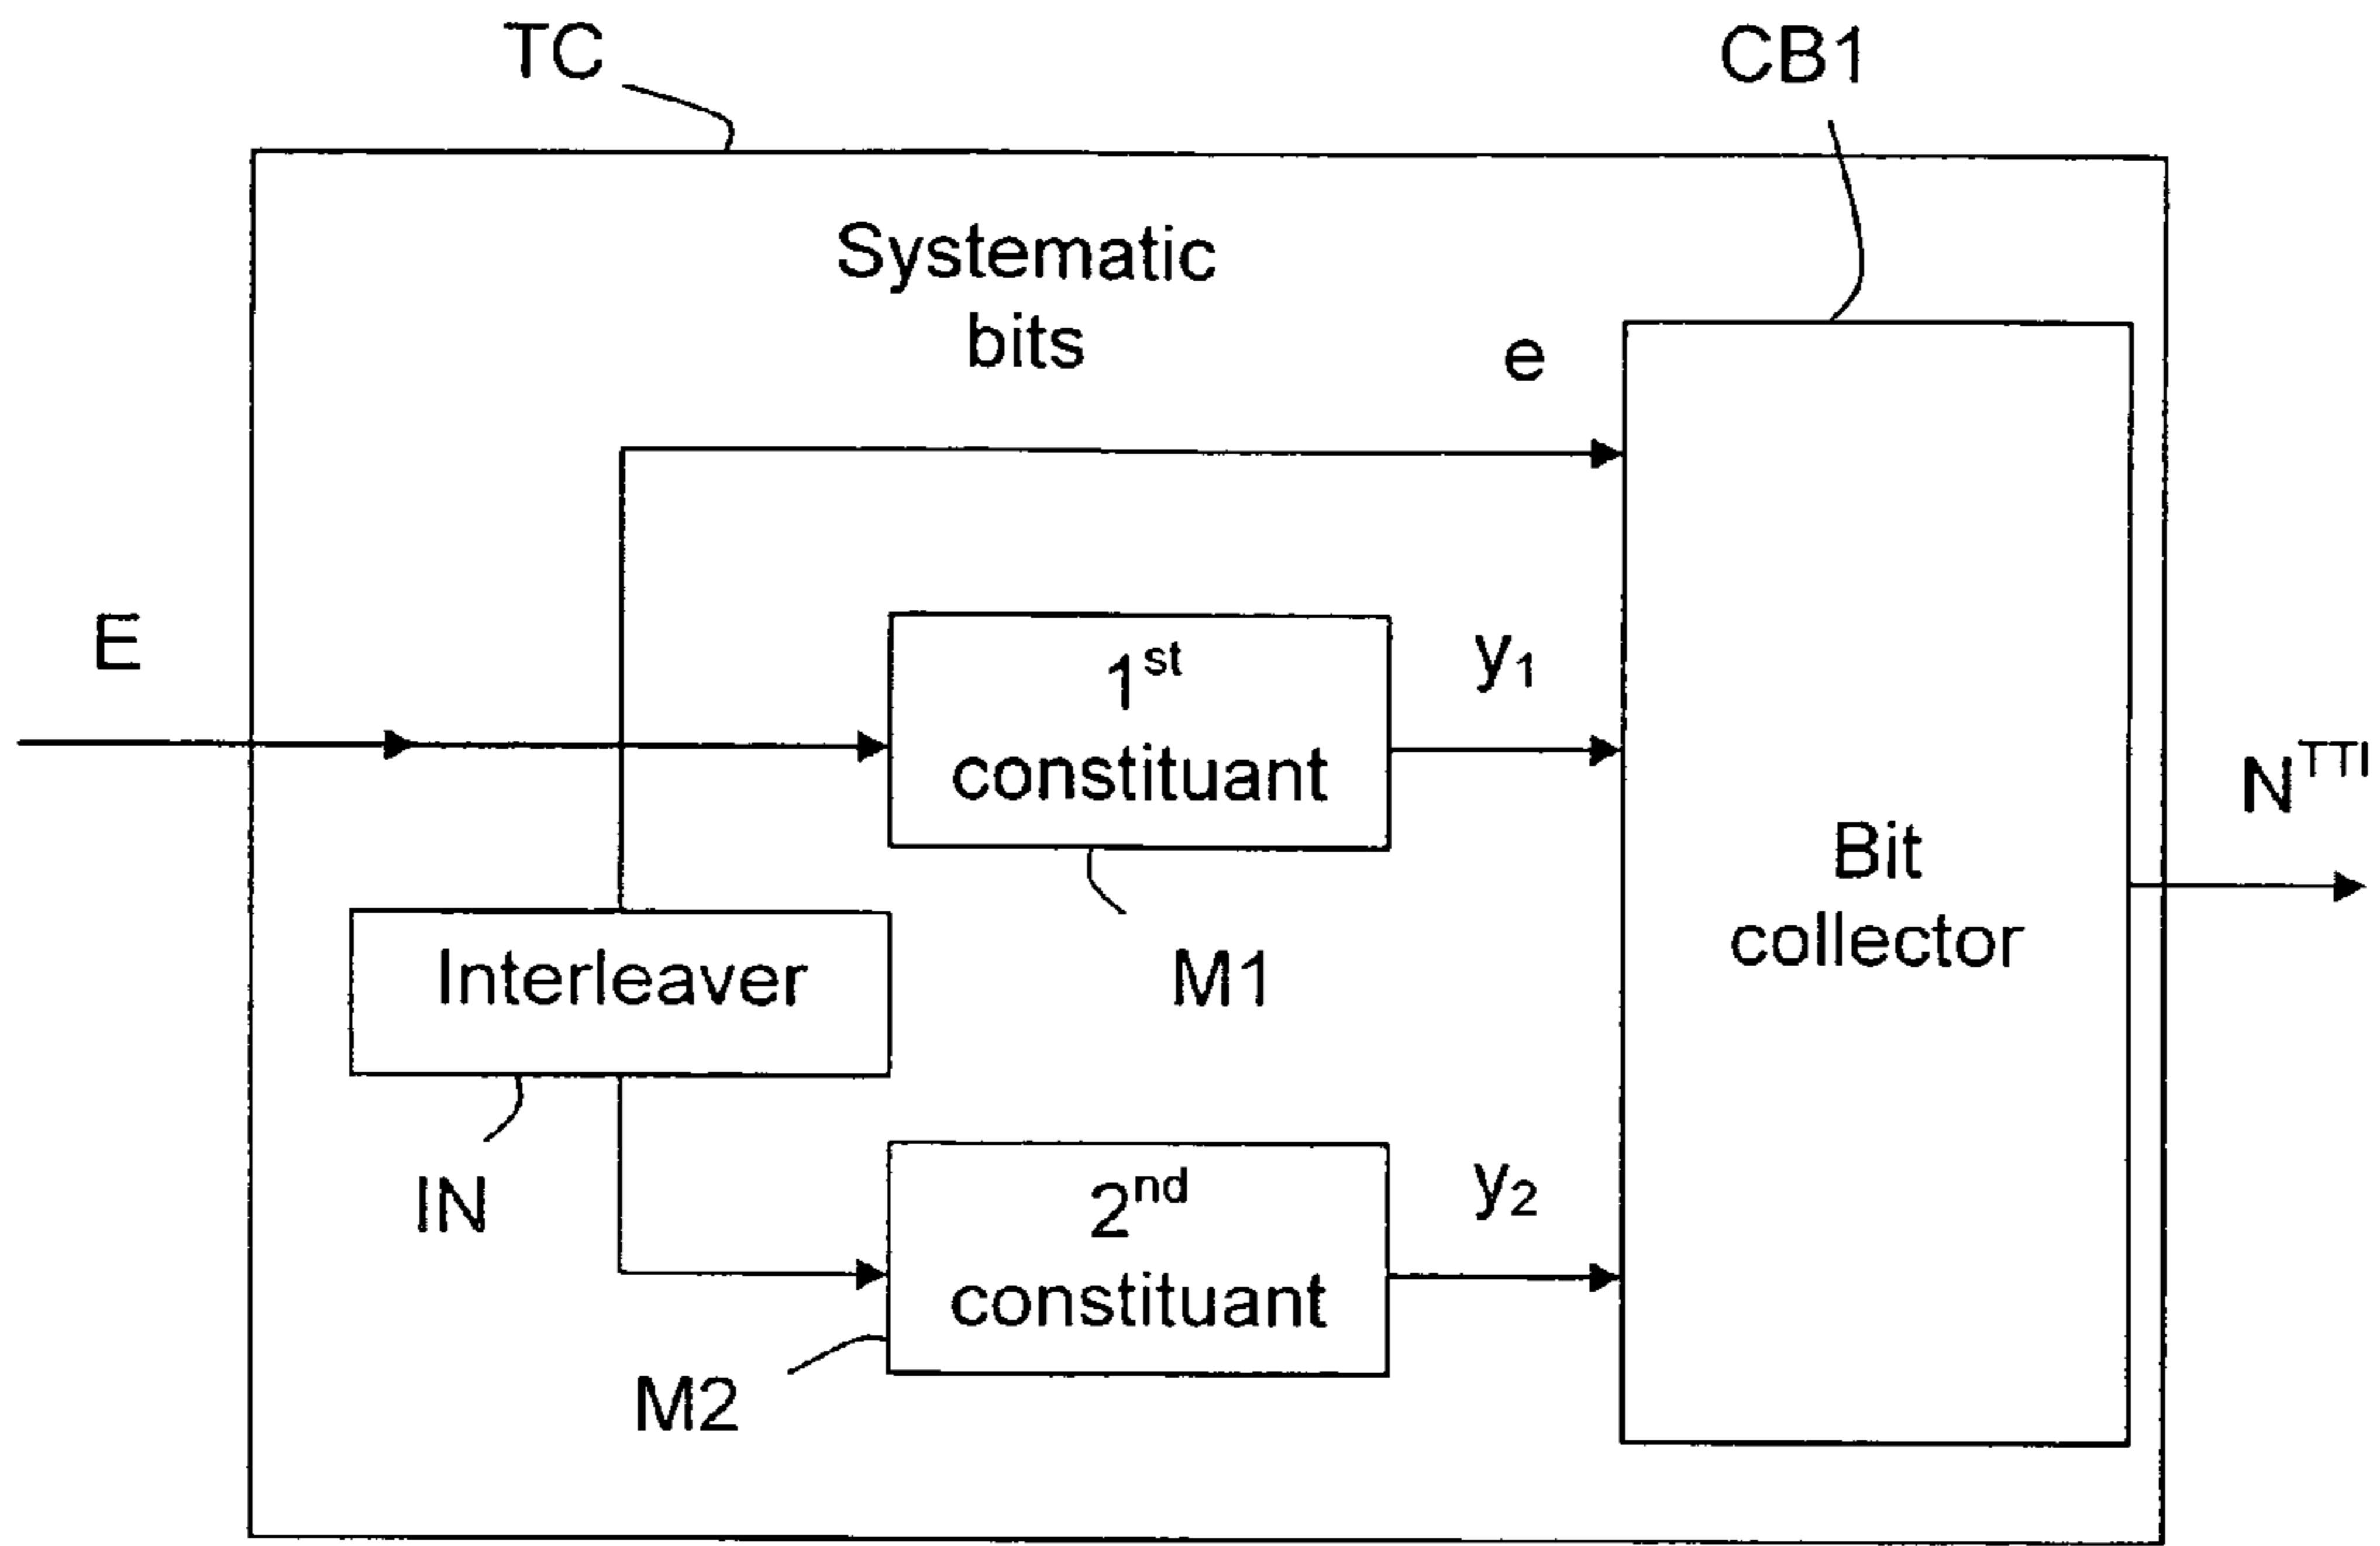 TC
CB1
Systematic
bits
e
E
1st
constituant
y1
M1
Interleaver
IN
2nd
constituant
y2
M2
Bit
collector
NTTI